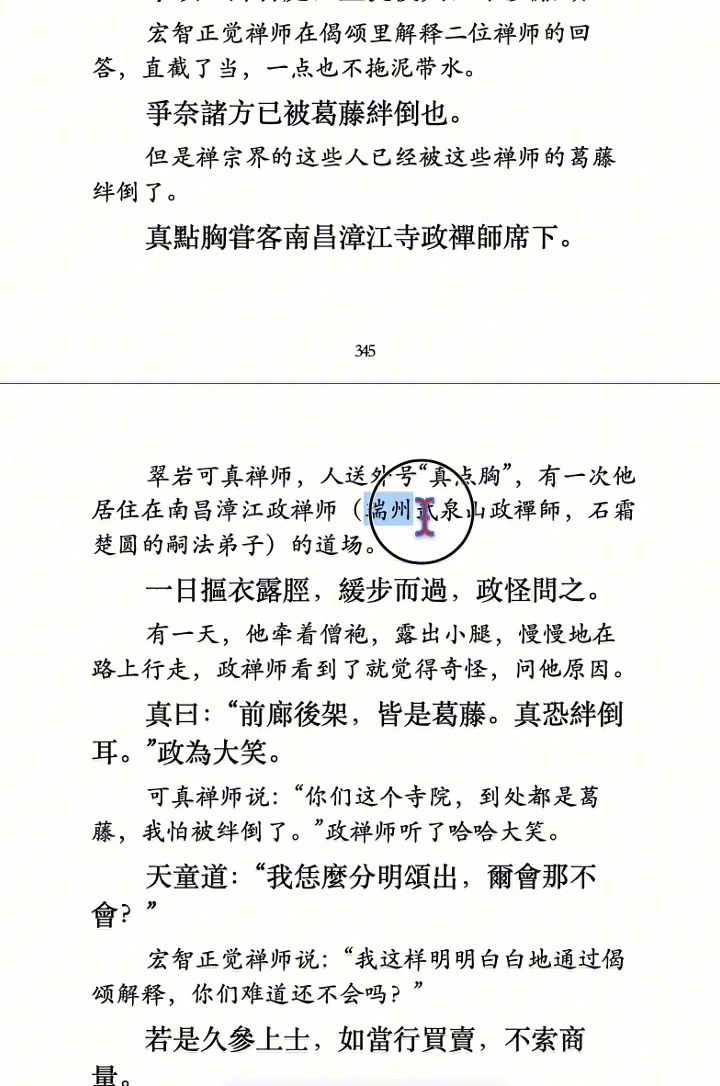 宏智正觉禅师在偈颂里解释二位禅师的回
答，直截了当，一点也不拖泥带水。
爭奈諸方已被葛藤絆倒也。
但是禅宗界的这些人已经被这些禅师的葛藤
绊倒了。
真點胸甞客南昌漳江寺政禪師席下。
345
翠岩可真禅师，人送外号“真点胸”，有一次他
居住在南昌漳江政禅师（瑞州武泉山政禪師，石霜
楚圆的嗣法弟子）的道场。
一日摳衣露脛，緩步而過，政怪問之。
有一天，他牵着僧袍，露出小腿，慢慢地在
路上行走，政禅师看到了就觉得奇怪，问他原因。
真曰：“前廊後架，皆是葛藤。真恐絆倒
耳。”政為大笑。
可真禅师说：“你们这个寺院，到处都是葛
藤，我怕被绊倒了。”政禅师听了哈哈大笑。
天童道：“我恁麼分明頌出，爾會那不
會？”
宏智正觉禅师说：“我这样明明白白地通过偈
颂解释，你们难道还不会吗？”
若是久參上士，如當行買賣，不索商
量。